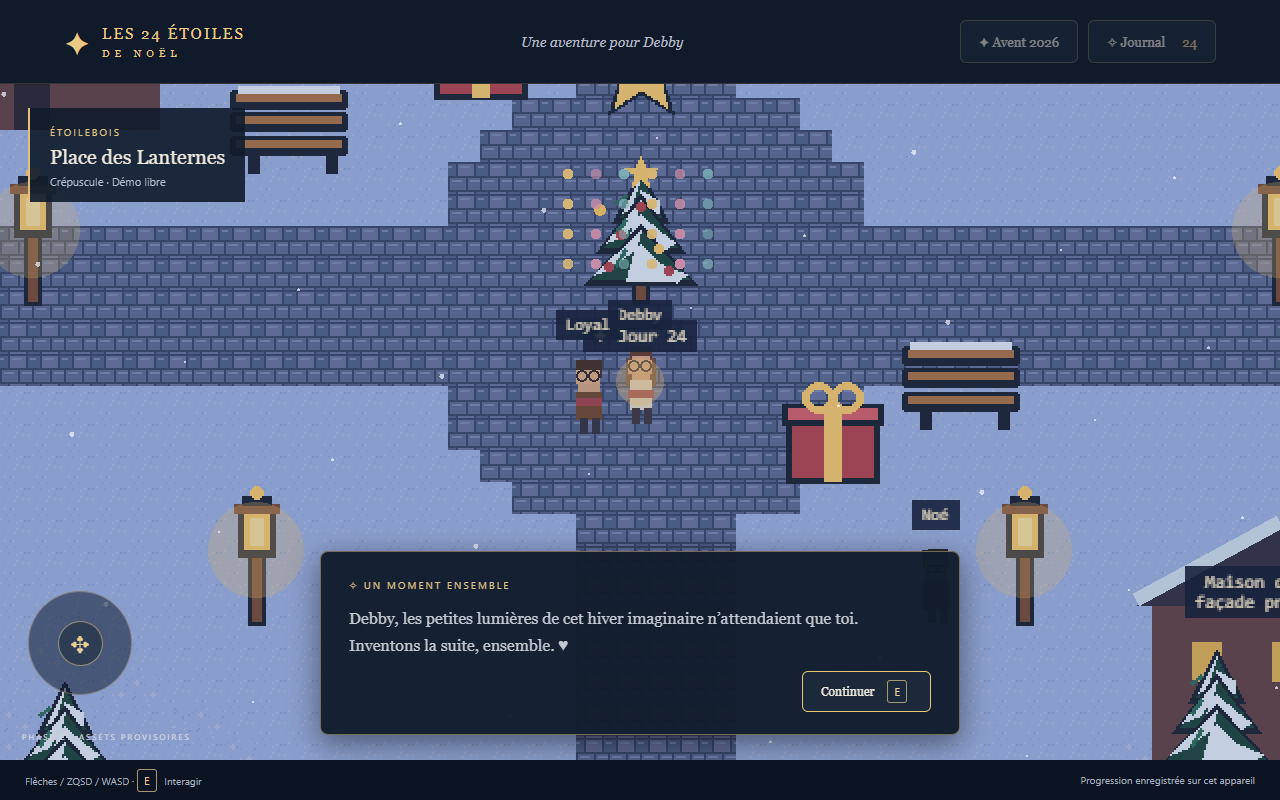 LES 24 ÉTOILES
DE NOËL
Une aventure pour Debby
✦ Avent 2026
✧ Journal 24
ÉTOILEBOIS
Place des Lanternes
Crépuscule · Démo libre
Debby
Loyal
Jour 24
Noé
Maison
façade
✧ UN MOMENT ENSEMBLE
Debby, les petites lumières de cet hiver imaginaire n’attendaient que toi.
Inventons la suite, ensemble. ♥
Continuer E
ASSETS PROVISOIRES
Flèches / ZQSD / WASD · E Interagir
Progression enregistrée sur cet appareil